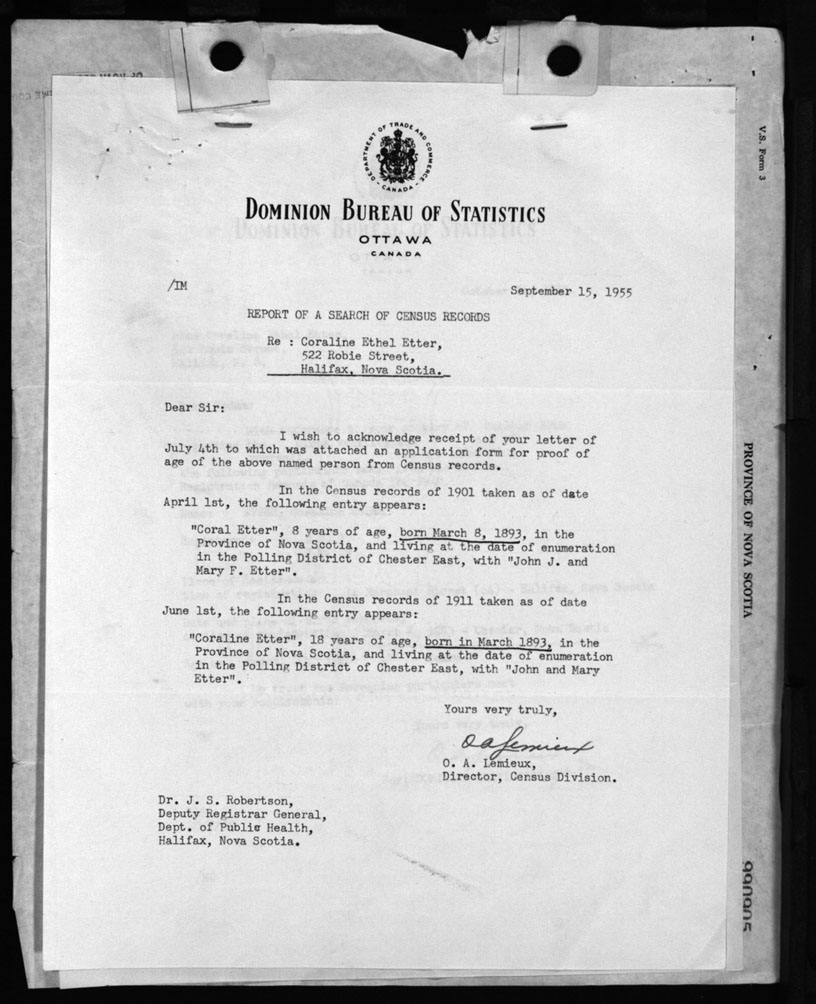 DEPARTMENT OF TRADE AND COMMERCE
CANADA
DOMINION BUREAU OF STATISTICS
OTTAWA
CANADA
/IM
September 15, 1955
REPORT OF A SEARCH OF CENSUS RECORDS
Re : Coraline Ethel Etter,
522 Robie Street,
Halifax, Nova Scotia.
Dear Sir:
I wish to acknowledge receipt of your letter of
July 4th to which was attached an application form for proof of
age of the above named person from Census records.
In the Census records of 1901 taken as of date
April 1st, the following entry appears:
"Coral Etter", 8 years of age, born March 8, 1893, in the
Province of Nova Scotia, and living at the date of enumeration
in the Polling District of Chester East, with "John J. and
Mary F. Etter".
In the Census records of 1911 taken as of date
June 1st, the following entry appears:
"Coraline Etter", 18 years of age, born in March 1893, in the
Province of Nova Scotia, and living at the date of enumeration
in the Polling District of Chester East, with "John and Mary
Etter".
Yours very truly,
O A Lemieux
O. A. Lemieux,
Director, Census Division.
Dr. J. S. Robertson,
Deputy Registrar General,
Dept. of Public Health,
Halifax, Nova Scotia.
V.S. Form 3
PROVINCE OF NOVA SCOTIA